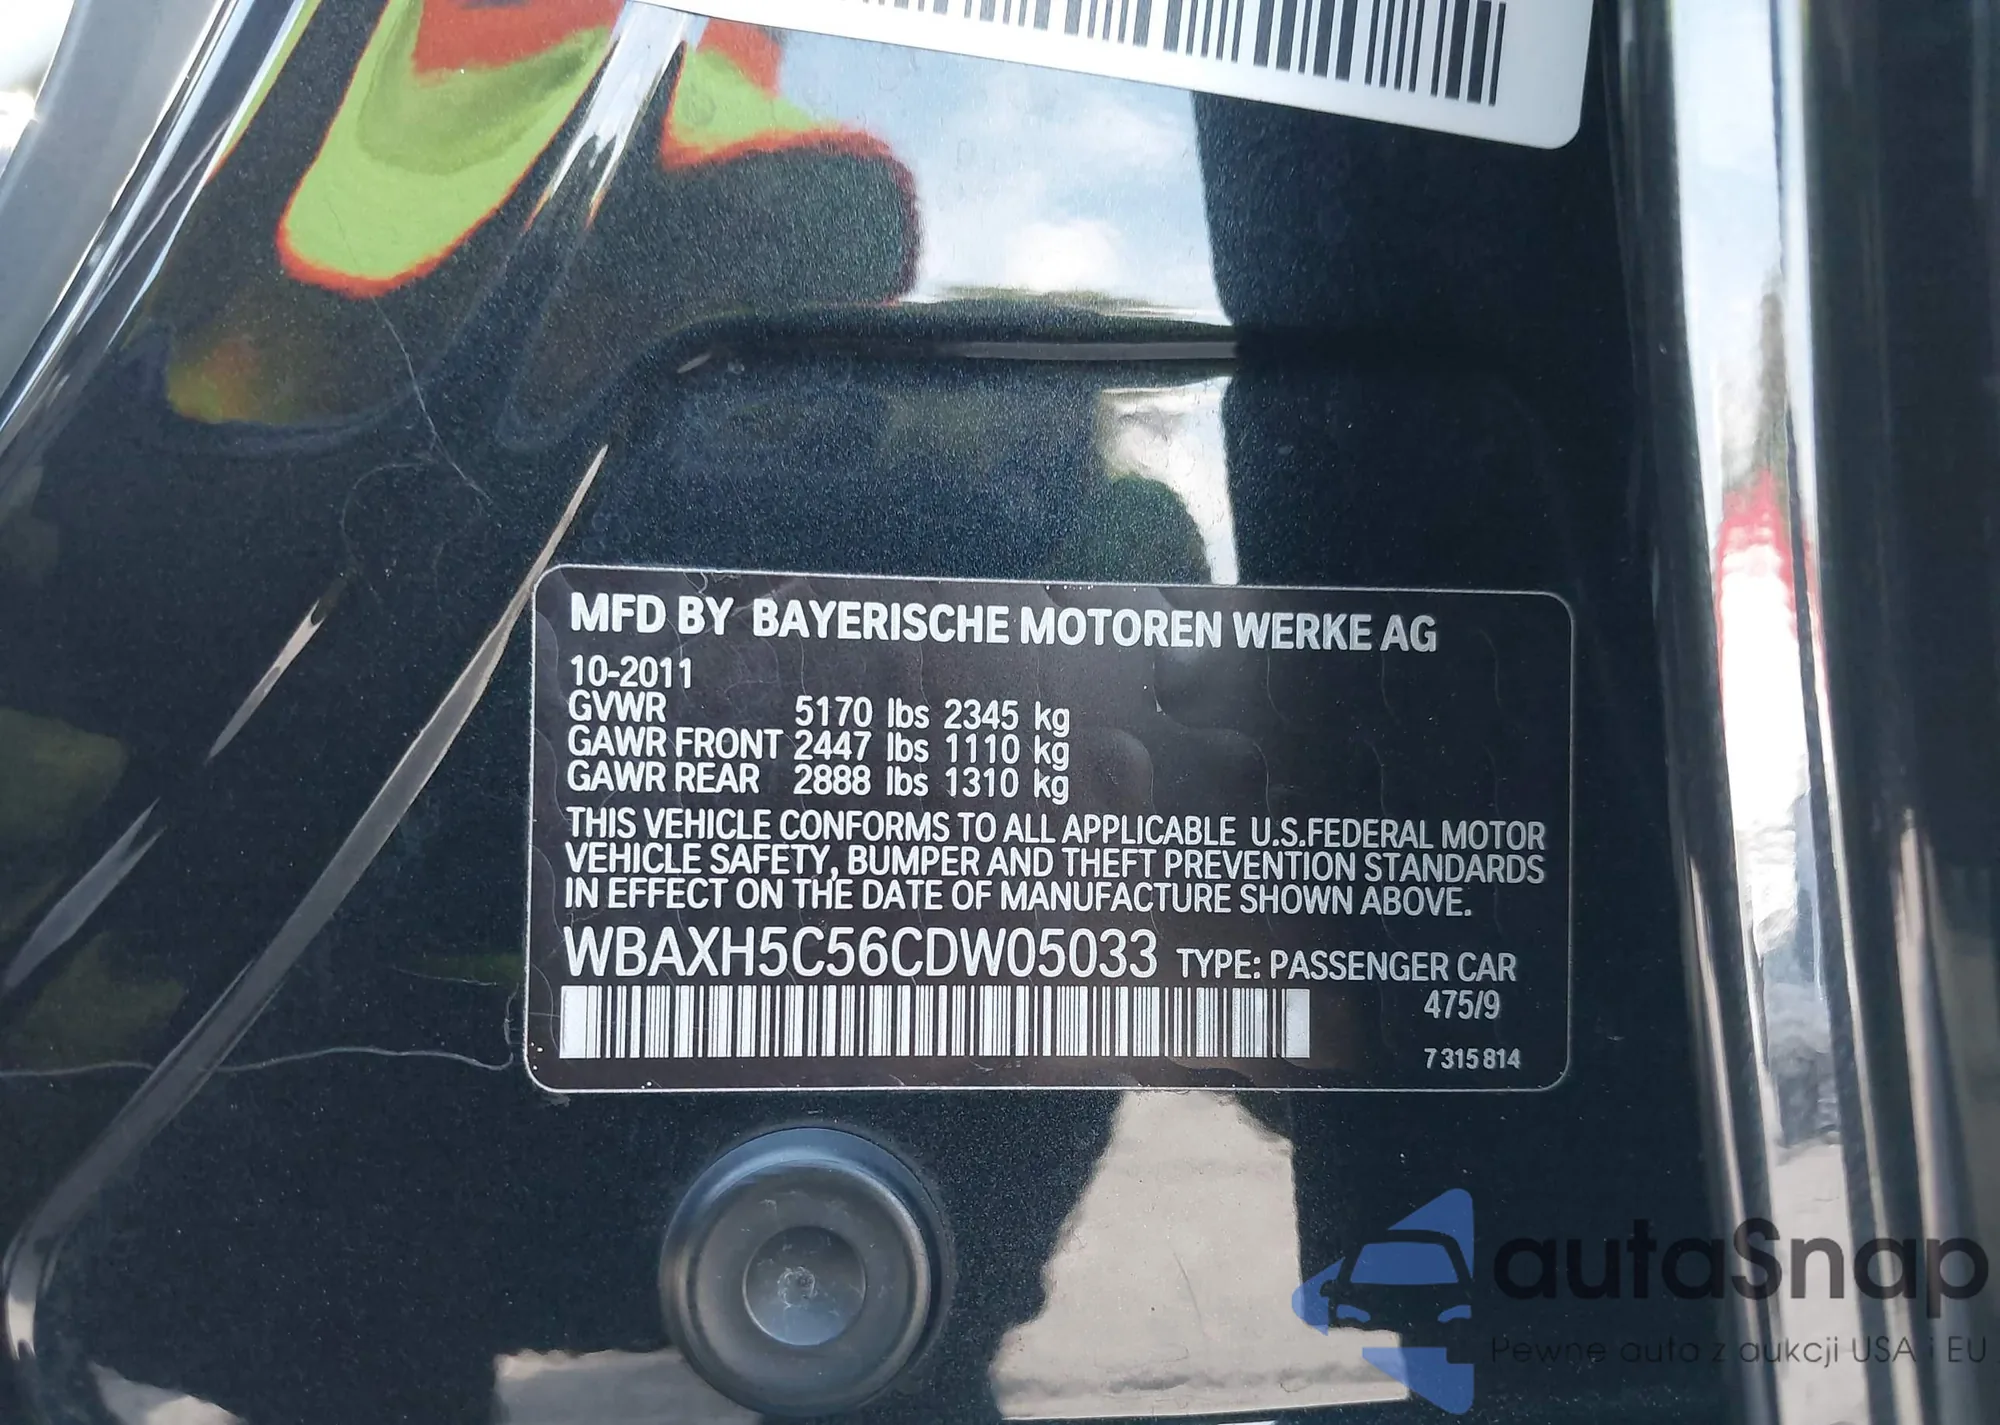 MFD BY BAYERISCHE MOTOREN WERKE AG
10-2011
GVWR 5170 lbs 2345 kg
GAWR FRONT 2447 lbs 1110 kg
GAWR REAR 2888 lbs 1310 kg
THIS VEHICLE CONFORMS TO ALL APPLICABLE U.S.FEDERAL MOTOR
VEHICLE SAFETY, BUMPER AND THEFT PREVENTION STANDARDS
IN EFFECT ON THE DATE OF MANUFACTURE SHOWN ABOVE.
WBAXH5C56CDW05033 TYPE: PASSENGER CAR
475/9
7 315 814
autaSnap
Pewne auto z aukcji USA i EU